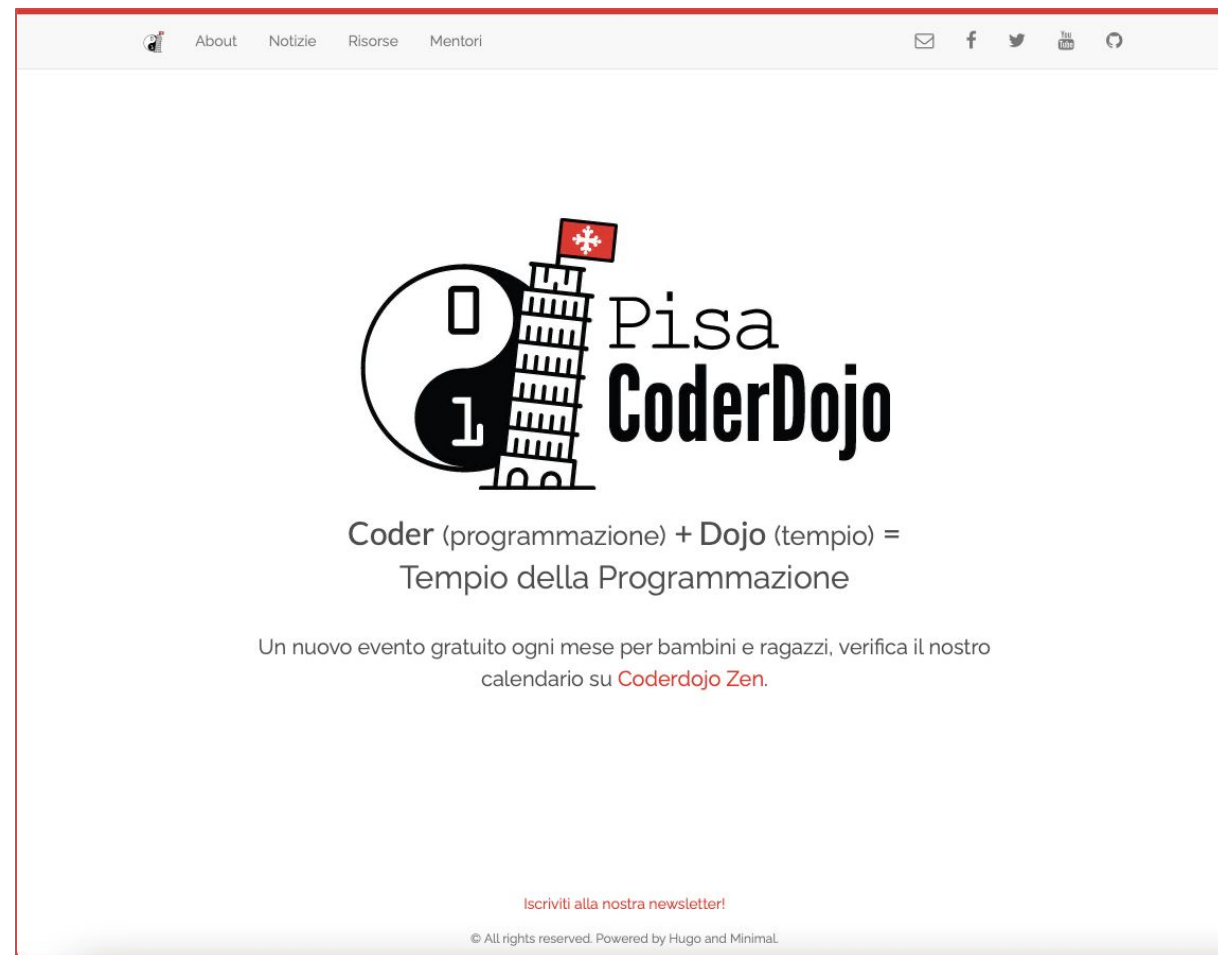 About Notizie Risorse Mentori You Tube
0
1
Pisa
CoderDojo
Coder (programmazione) + Dojo (tempio) =
Tempio della Programmazione
Un nuovo evento gratuito ogni mese per bambini e ragazzi, verifica il nostro
calendario su Coderdojo Zen.
Iscriviti alla nostra newsletter!
© All rights reserved. Powered by Hugo and Minimal.